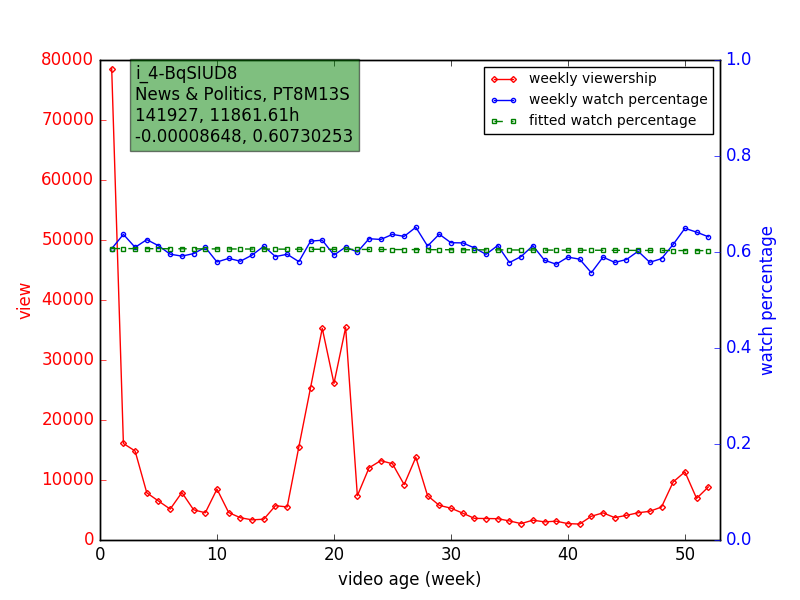 80000
70000
60000
50000
40000
30000
20000
10000
0
view
i_4-BqSIUD8
News & Politics, PT8M13S
141927, 11861.61h
-0.00008648, 0.60730253
weekly viewership
weekly watch percentage
fitted watch percentage
1.0
0.8
0.6
0.4
0.2
0.0
watch percentage
0 10 20 30 40 50
video age (week)